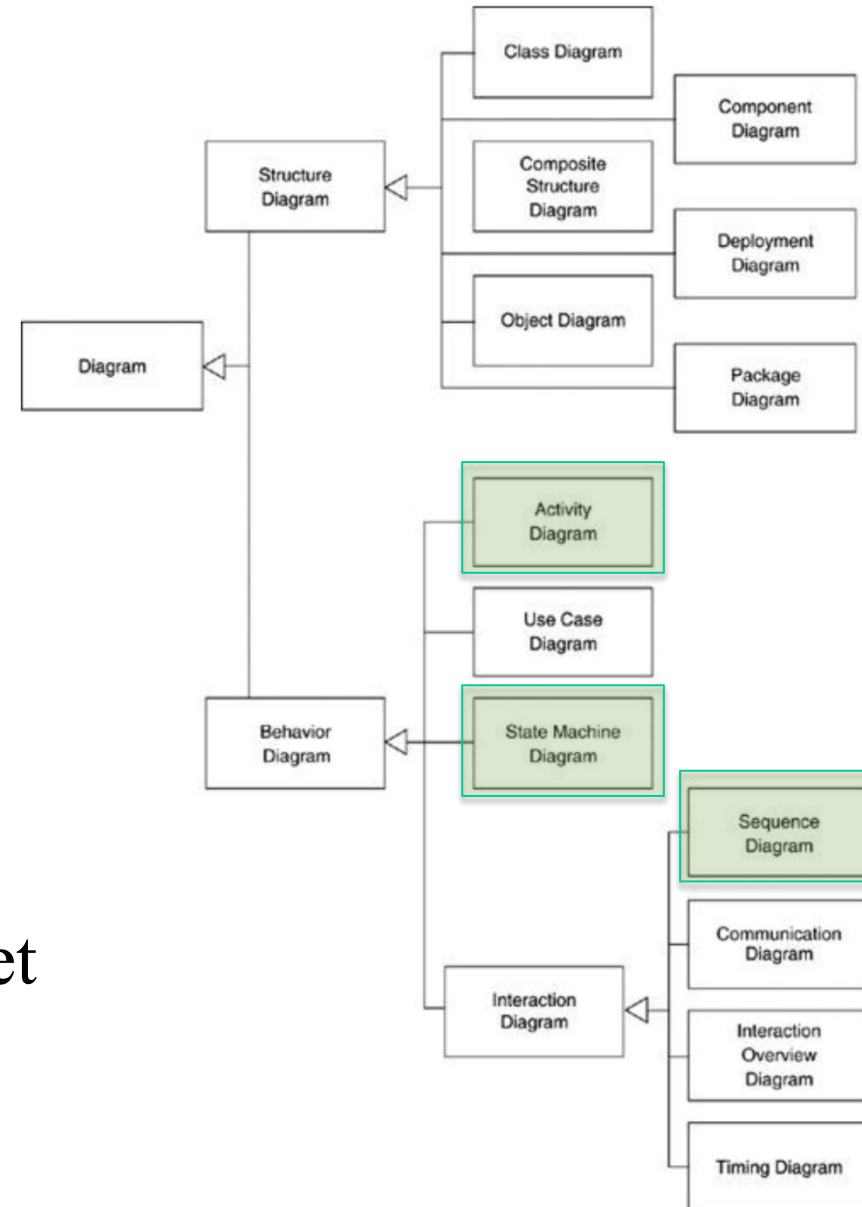 Class Diagram
Component
Diagram
Structure
Diagram
Composite
Structure
Diagram
Deployment
Diagram
Object Diagram
Diagram
Package
Diagram
Activity
Diagram
Use Case
Diagram
Behavior
Diagram
State Machine
Diagram
Sequence
Diagram
et
Communication
Diagram
Interaction
Diagram
Interaction
Overview
Diagram
Timing Diagram